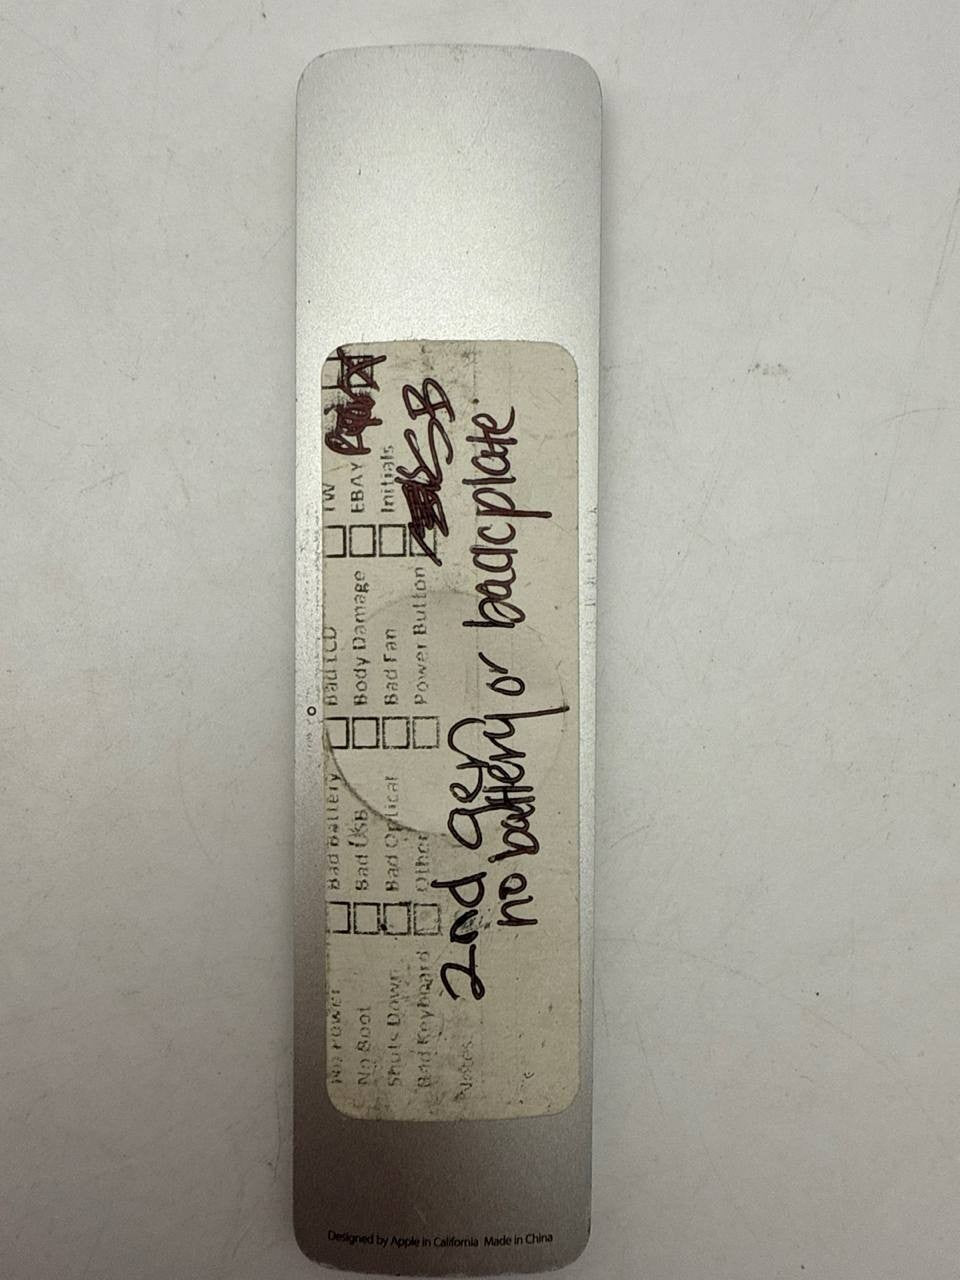 TW
EBAY
Initials
SB
Bad LCD
Body Damage
Bad Fan
Power Button
Bad Battery
Bad USB
Bad Optical
Other
No Power
No Boot
Shuts Down
Bad Keyboard
Notes:
2nd gen
no battery or bacplate
Designed by Apple in California Made in China